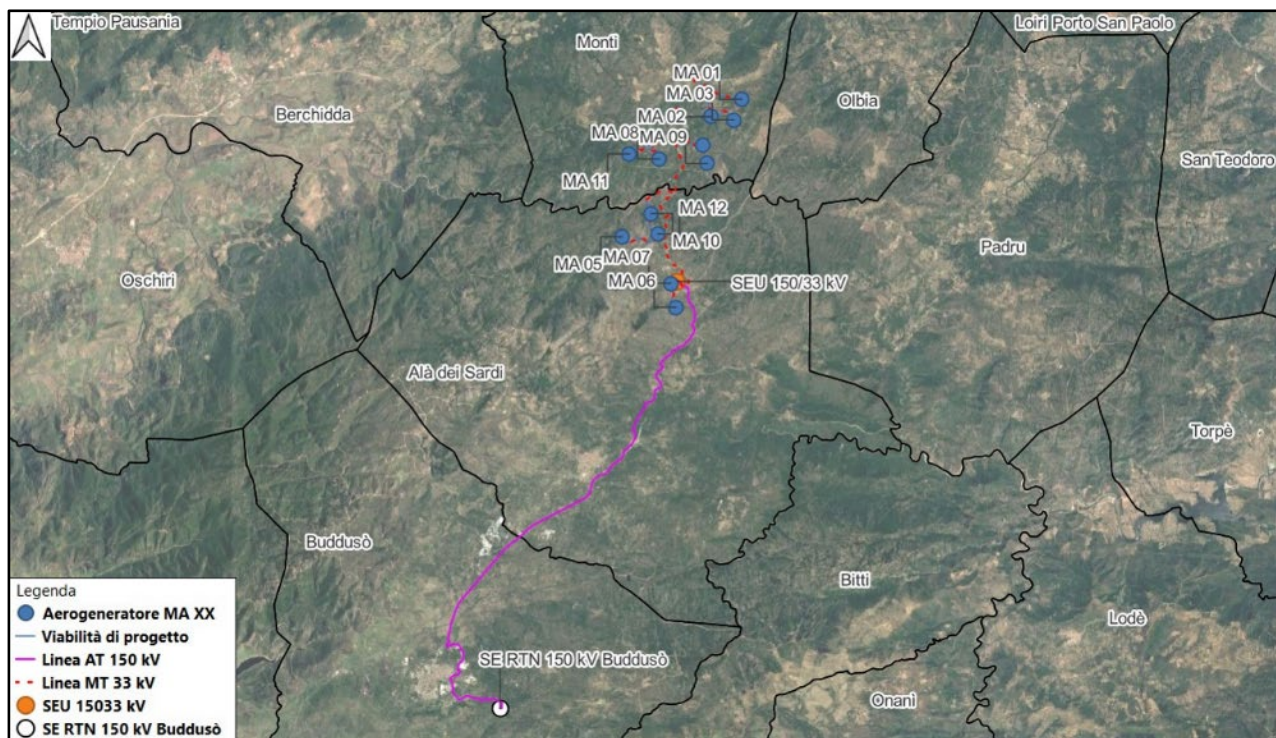 Tempio Pausania
Loiri Porto San Paolo
Monti
MA 01
MA 03
Olbia
Berchidda
MA 02
MA 08
MA 09
San Teodoro
MA 11
MA 12
Padru
MA 10
MA 07
MA 05
Oschiri
MA 06
SEU 150/33 kV
Alà dei Sardi
Torpè
Buddusò
Bitti
Lodè
SE RTN 150 kV Buddusò
Onanì
Legenda
Aerogeneratore MA XX
Viabilità di progetto
Linea AT 150 kV
Linea MT 33 kV
SEU 15033 kV
SE RTN 150 kV Buddusò